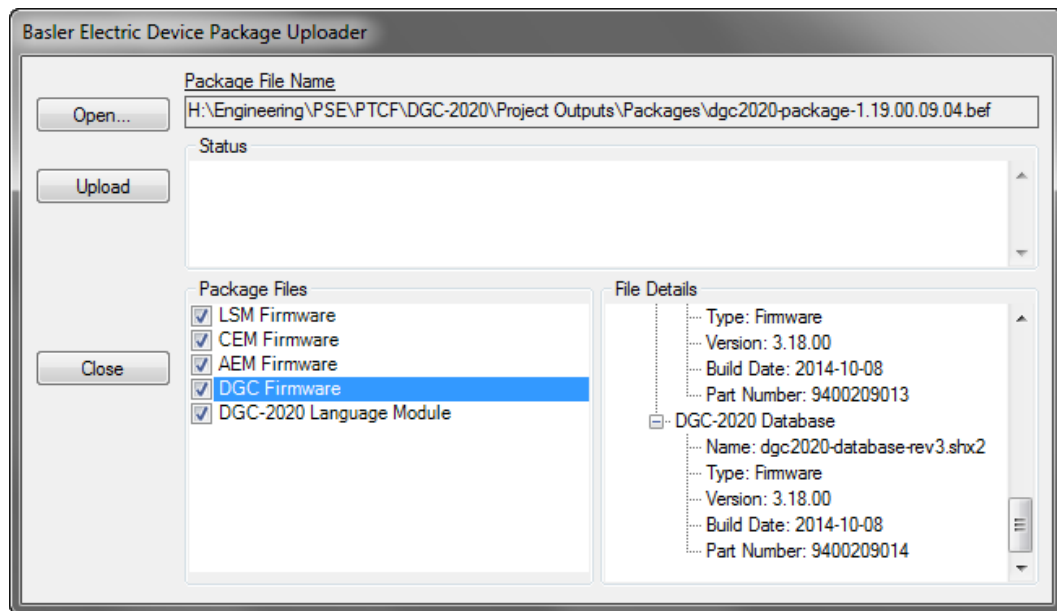 Basler Electric Device Package Uploader
Package File Name
Open...
H:\Engineering\PSE\PTCF\DGC-2020\Project Outputs\Packages\dgc2020-package-1.19.00.09.04.bef
Status
Upload
Package Files
LSM Firmware
CEM Firmware
AEM Firmware
DGC Firmware
DGC-2020 Language Module
Close
File Details
Type: Firmware
Version: 3.18.00
Build Date: 2014-10-08
Part Number: 9400209013
DGC-2020 Database
Name: dgc2020-database-rev3.shx2
Type: Firmware
Version: 3.18.00
Build Date: 2014-10-08
Part Number: 9400209014